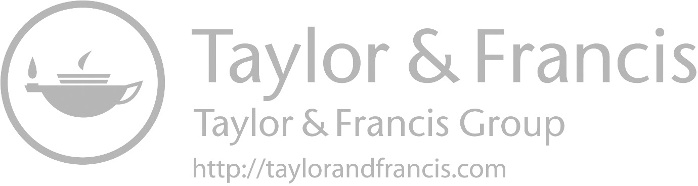 Taylor & Francis
Taylor & Francis Group
http://taylorandfrancis.com